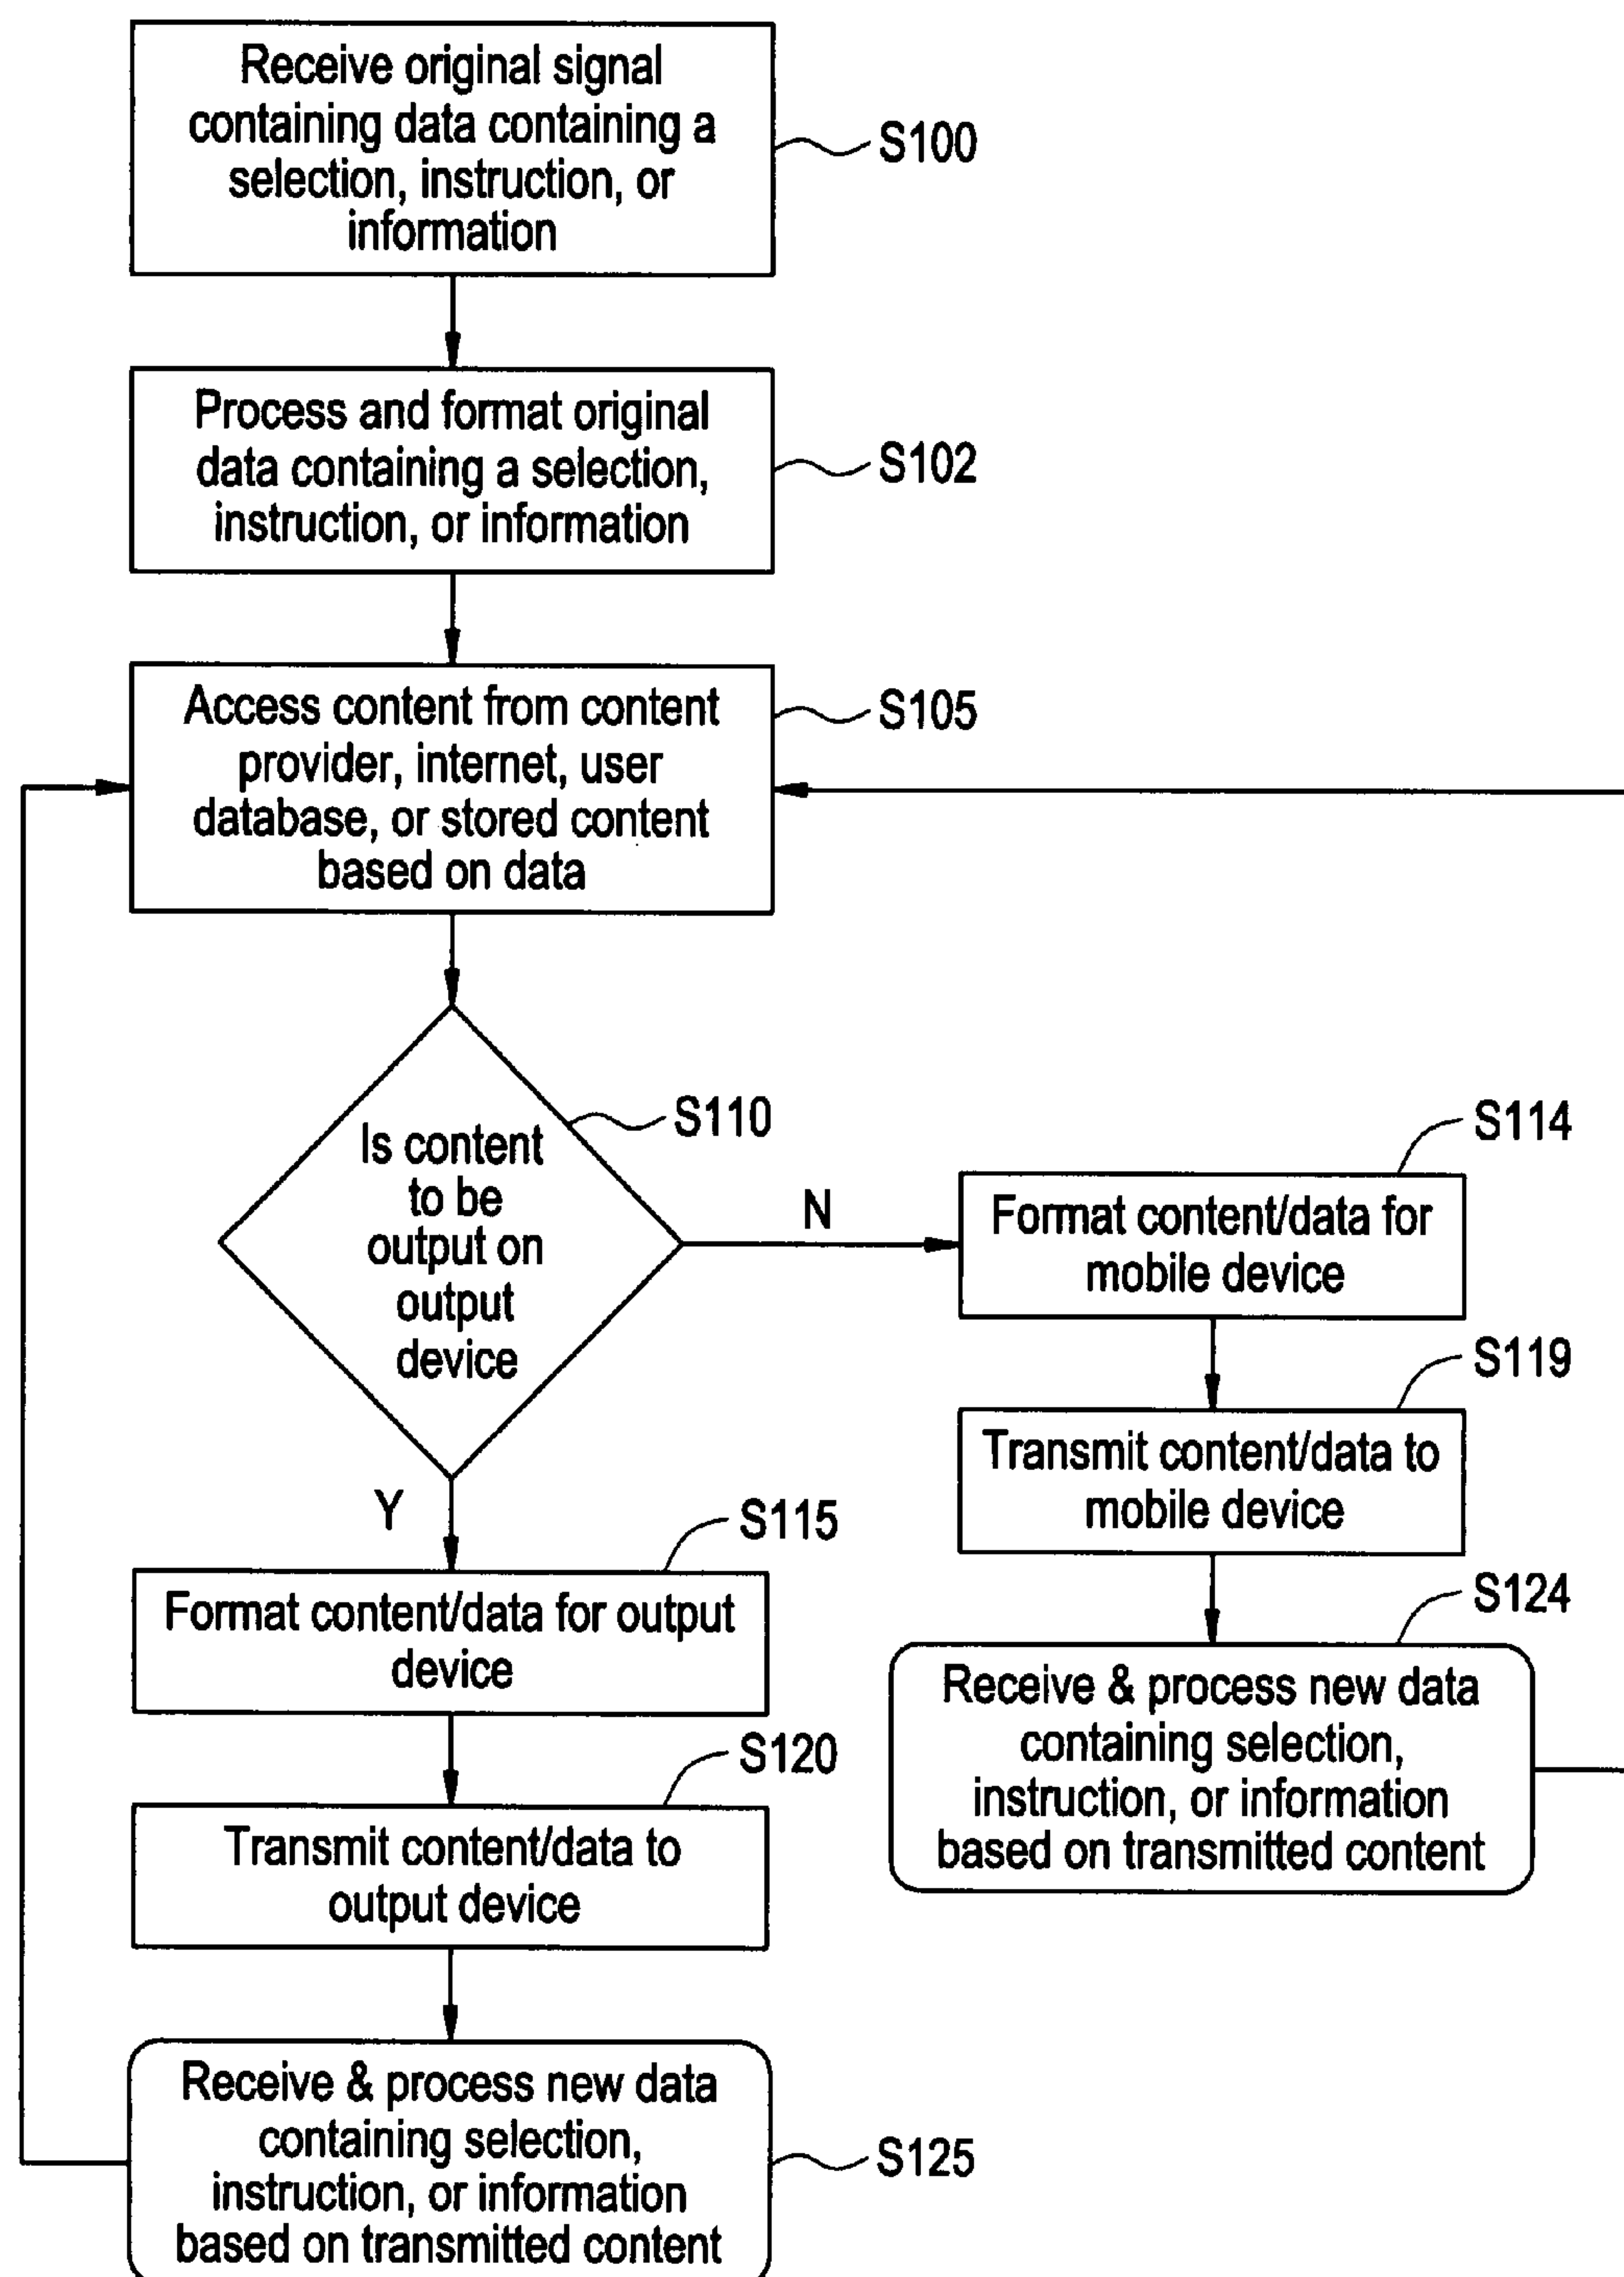 Receive original signal
containing data containing a
selection, instruction, or
information
S100
Process and format original
data containing a selection,
instruction, or information
S102
Access content from content
provider, internet, user
database, or stored content
based on data
S105
Is content
to be
output on
output
device
S110
N
Y
S114
Format content/data for
mobile device
S119
Transmit content/data to
mobile device
S124
Receive & process new data
containing selection,
instruction, or information
based on transmitted content
S115
Format content/data for output
device
S120
Transmit content/data to
output device
Receive & process new data
containing selection,
instruction, or information
based on transmitted content
S125